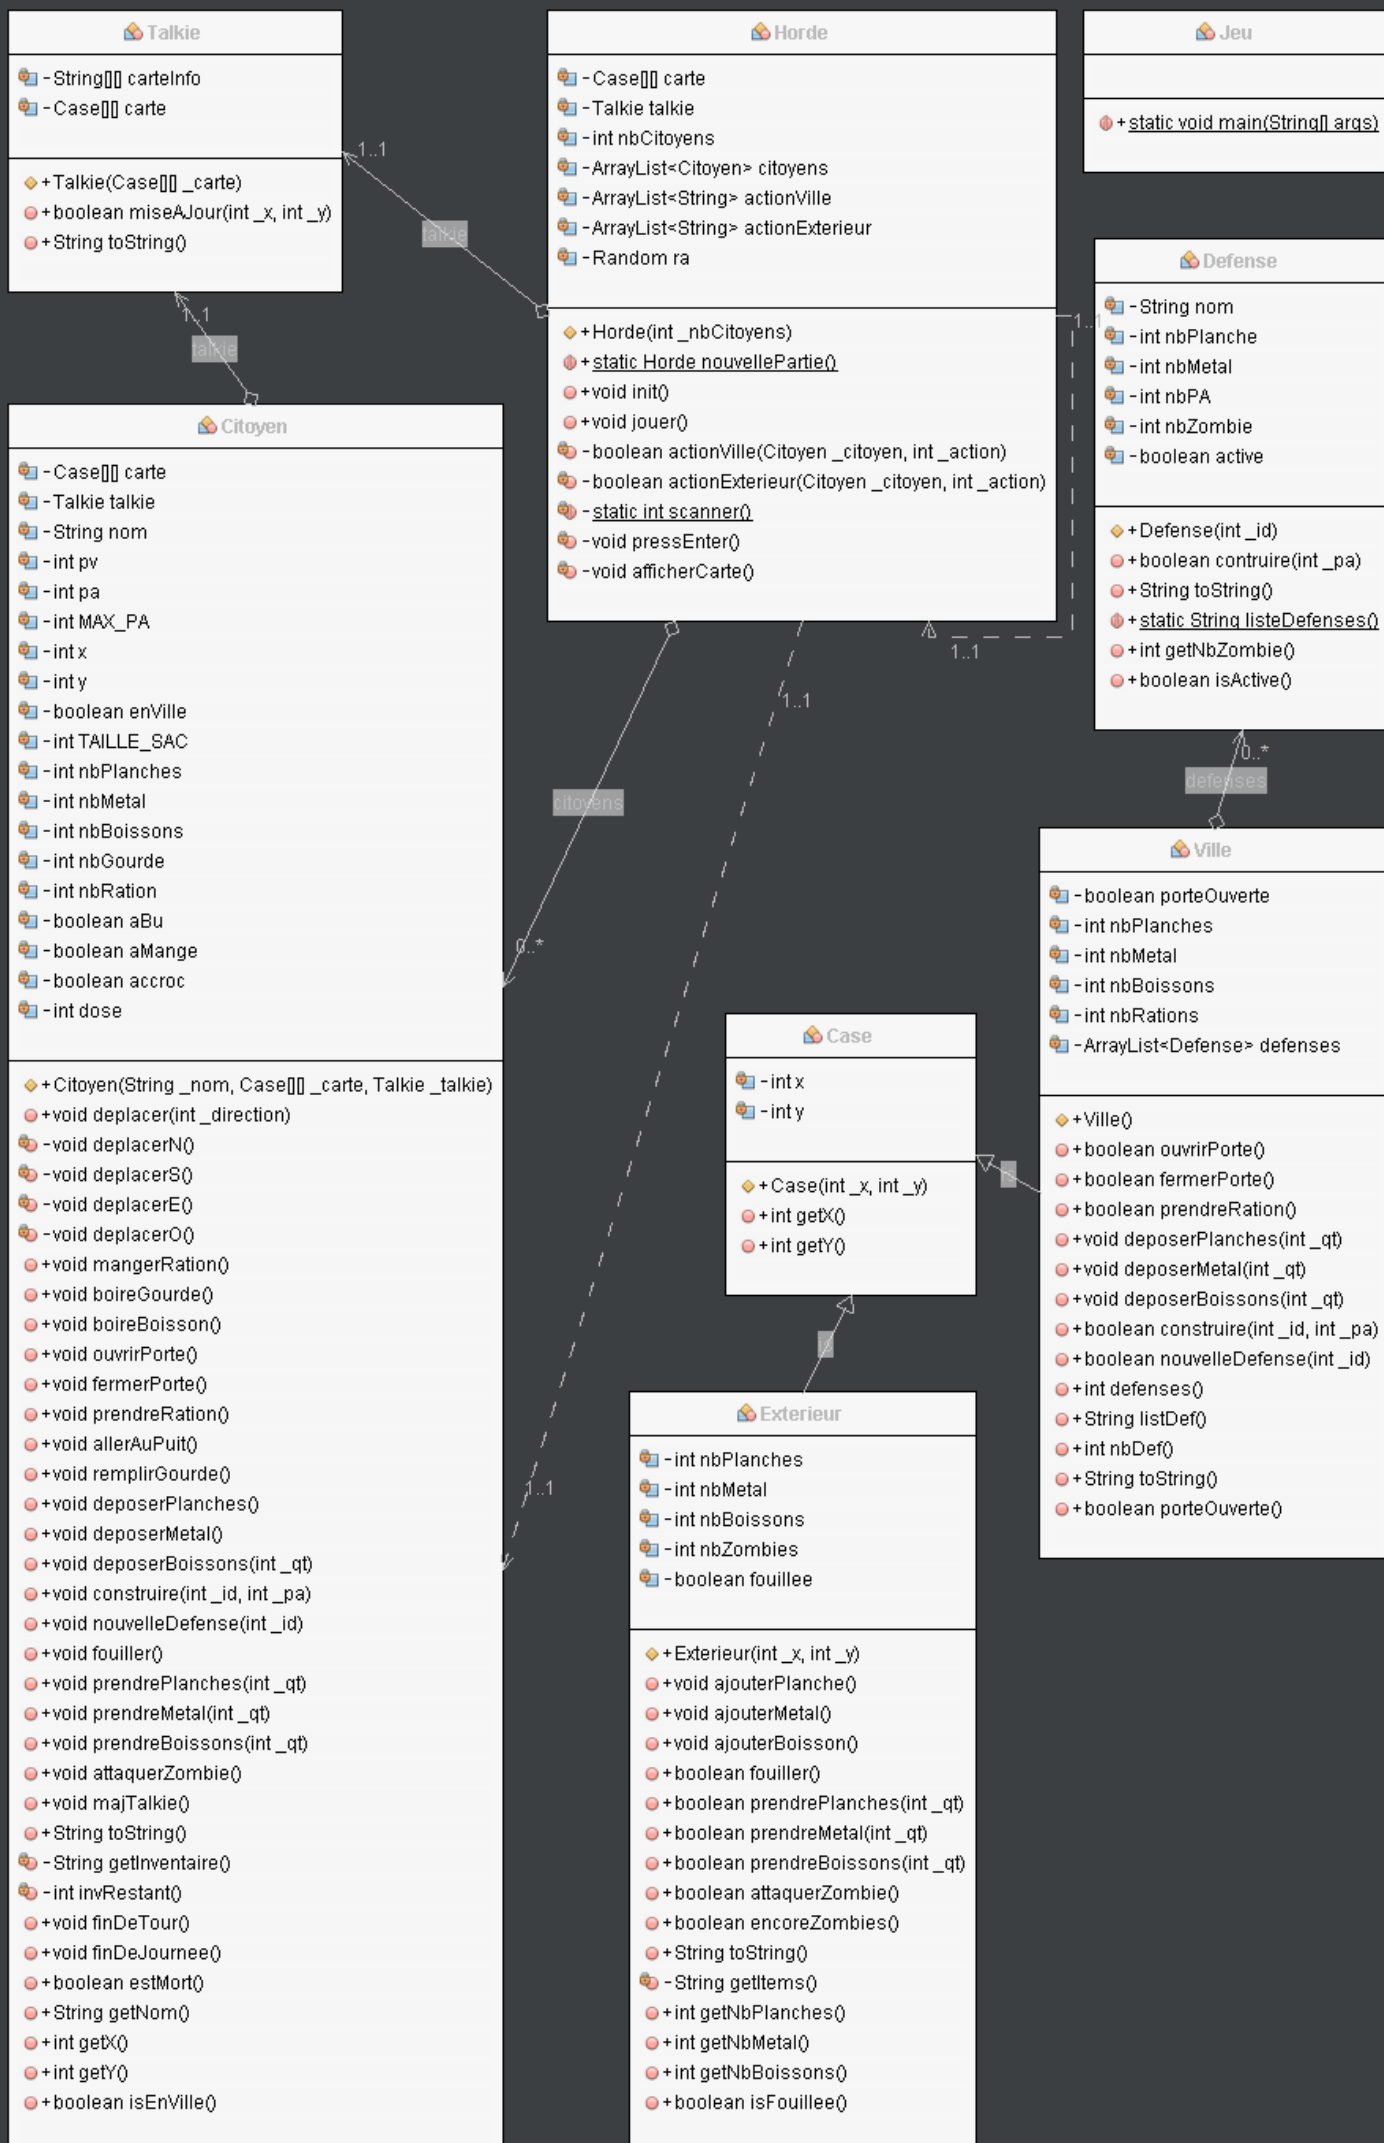 Talkie
-String[][] carteInfo
-Case[][] carte
+Talkie(Case[][] _carte)
+boolean miseAJour(int _x, int _y)
+String toString()
1..1
talkie
1..1
talkie
Horde
-Case[][] carte
-Talkie talkie
-int nbCitoyens
-ArrayList<Citoyen> citoyens
-ArrayList<String> actionVille
-ArrayList<String> actionExterieur
-Random ra
+Horde(int _nbCitoyens)
+static Horde nouvellePartie()
+void init()
+void jouer()
-boolean actionVille(Citoyen _citoyen, int _action)
-boolean actionExterieur(Citoyen _citoyen, int _action)
-static int scanner()
-void pressEnter()
-void afficherCarte()
1..1
1..1
1..1
citoyens
0..*
1..1
Jeu
+static void main(String[] args)
Defense
-String nom
-int nbPlanche
-int nbMetal
-int nbPA
-int nbZombie
-boolean active
+Defense(int _id)
+boolean contruire(int _pa)
+String toString()
+static String listeDefenses()
+int getNbZombie()
+boolean isActive()
0..*
defenses
Citoyen
-Case[][] carte
-Talkie talkie
-String nom
-int pv
-int pa
-int MAX_PA
-int x
-int y
-boolean enVille
-int TAILLE_SAC
-int nbPlanches
-int nbMetal
-int nbBoissons
-int nbGourde
-int nbRation
-boolean aBu
-boolean aMange
-boolean accroc
-int dose
+Citoyen(String _nom, Case[][] _carte, Talkie _talkie)
+void deplacer(int _direction)
-void deplacerN()
-void deplacerS()
-void deplacerE()
-void deplacerO()
+void mangerRation()
+void boireGourde()
+void boireBoisson()
+void ouvrirPorte()
+void fermerPorte()
+void prendreRation()
+void allerAuPuit()
+void remplirGourde()
+void deposerPlanches()
+void deposerMetal()
+void deposerBoissons(int _qt)
+void construire(int _id, int _pa)
+void nouvelleDefense(int _id)
+void fouiller()
+void prendrePlanches(int _qt)
+void prendreMetal(int _qt)
+void prendreBoissons(int _qt)
+void attaquerZombie()
+void majTalkie()
+String toString()
-String getInventaire()
-int invRestant()
+void finDeTour()
+void finDeJournee()
+boolean estMort()
+String getNom()
+int getX()
+int getY()
+boolean isEnVille()
Case
-int x
-int y
+Case(int _x, int _y)
+int getX()
+int getY()
is
is
Exterieur
-int nbPlanches
-int nbMetal
-int nbBoissons
-int nbZombies
-boolean fouillee
+Exterieur(int _x, int _y)
+void ajouterPlanche()
+void ajouterMetal()
+void ajouterBoisson()
+boolean fouiller()
+boolean prendrePlanches(int _qt)
+boolean prendreMetal(int _qt)
+boolean prendreBoissons(int _qt)
+boolean attaquerZombie()
+boolean encoreZombies()
+String toString()
-String getItems()
+int getNbPlanches()
+int getNbMetal()
+int getNbBoissons()
+boolean isFouillee()
Ville
-boolean porteOuverte
-int nbPlanches
-int nbMetal
-int nbBoissons
-int nbRations
-ArrayList<Defense> defenses
+Ville()
+boolean ouvrirPorte()
+boolean fermerPorte()
+boolean prendreRation()
+void deposerPlanches(int _qt)
+void deposerMetal(int _qt)
+void deposerBoissons(int _qt)
+boolean construire(int _id, int _pa)
+boolean nouvelleDefense(int _id)
+int defenses()
+String listDef()
+int nbDef()
+String toString()
+boolean porteOuverte()